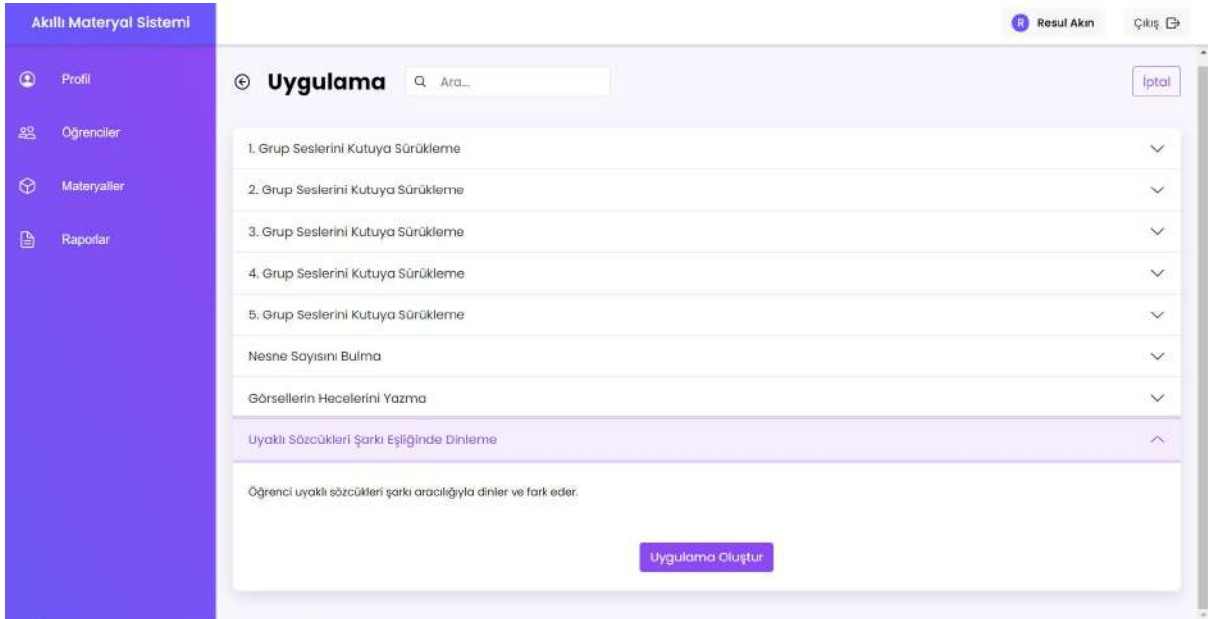 Akıllı Materyal Sistemi
R Resul Akın
Çıkış
Profil
Öğrenciler
Materyaller
Raporlar
Uygulama
Ara...
İptal
1. Grup Seslerini Kutuya Sürükleme
2. Grup Seslerini Kutuya Sürükleme
3. Grup Seslerini Kutuya Sürükleme
4. Grup Seslerini Kutuya Sürükleme
5. Grup Seslerini Kutuya Sürükleme
Nesne Sayısını Bulma
Görsellerin Hecelerini Yazma
Uyaklı Sözcükleri Şarkı Eşliğinde Dinleme
Öğrenci uyaklı sözcükleri şarkı aracılığıyla dinler ve fark eder.
Uygulama Oluştur